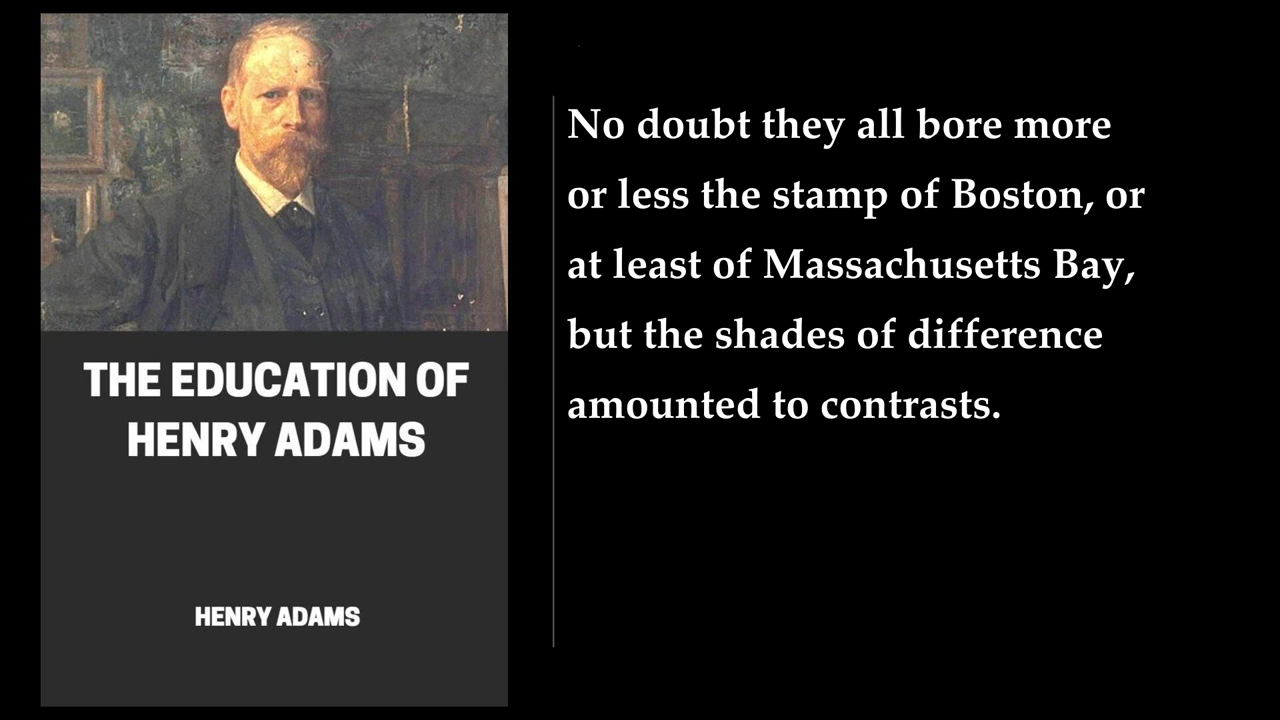 THE EDUCATION OF
HENRY ADAMS
HENRY ADAMS
No doubt they all bore more
or less the stamp of Boston, or
at least of Massachusetts Bay,
but the shades of difference
amounted to contrasts.